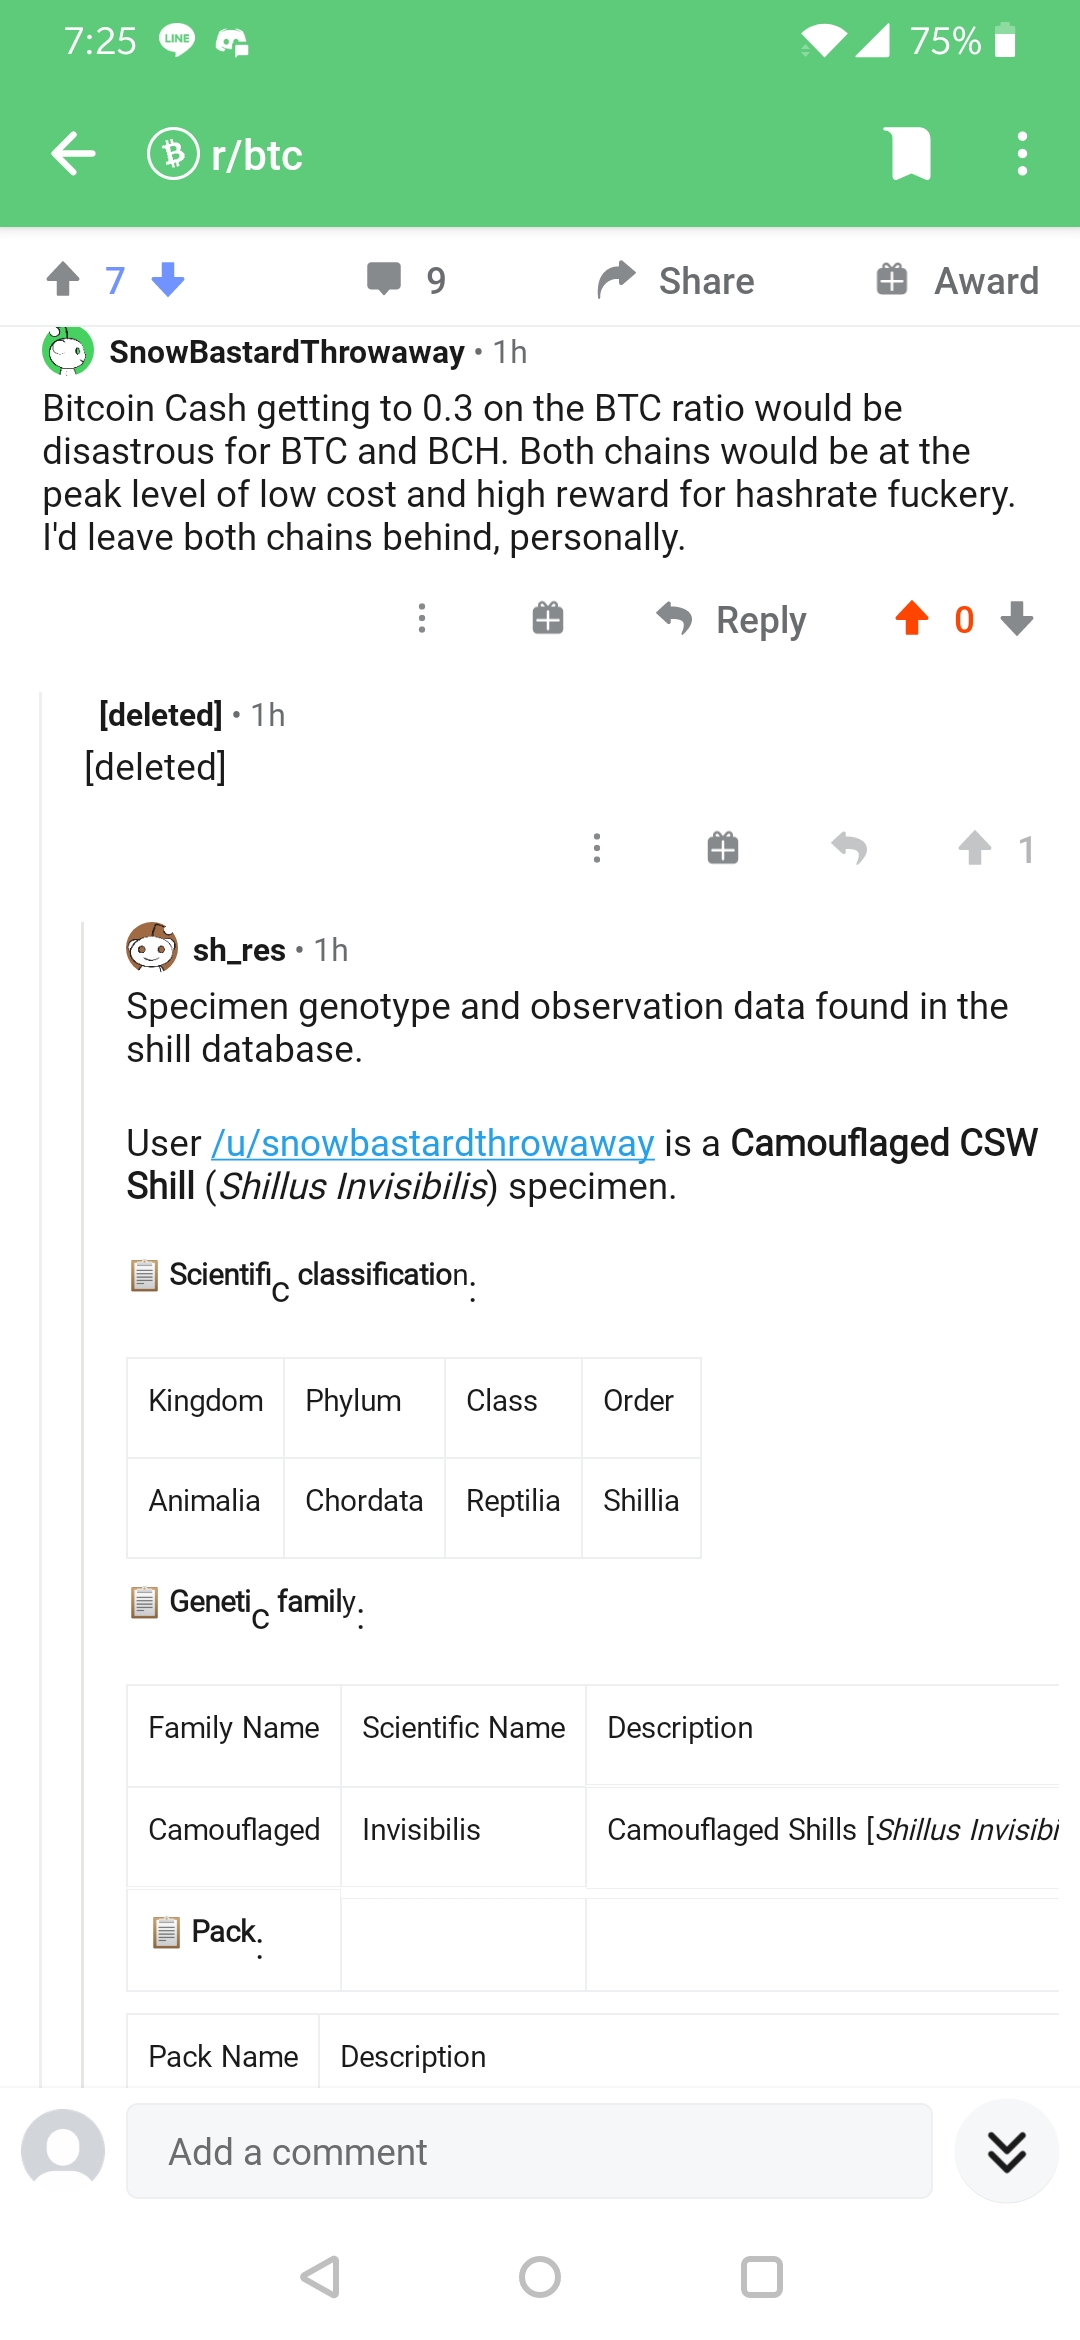 7:25 LINE 75%
r/btc
7 9 Share Award
SnowBastardThrowaway • 1h
Bitcoin Cash getting to 0.3 on the BTC ratio would be
disastrous for BTC and BCH. Both chains would be at the
peak level of low cost and high reward for hashrate fuckery.
I'd leave both chains behind, personally.
Reply 0
[deleted] • 1h
[deleted]
1
sh_res • 1h
Specimen genotype and observation data found in the
shill database.
User /u/snowbastardthrowaway is a Camouflaged CSW
Shill (Shillus Invisibilis) specimen.
📋 Scientific classification:
Kingdom Phylum Class Order
Animalia Chordata Reptilia Shillia
📋 Genetic family:
Family Name Scientific Name Description
Camouflaged Invisibilis Camouflaged Shills [Shillus Invisibi
📋 Pack:
Pack Name Description
Add a comment